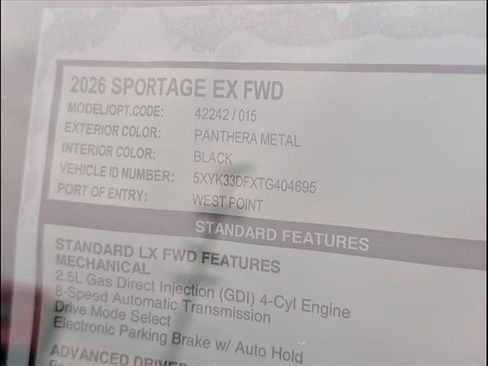 2026 SPORTAGE EX FWD
MODEL/OPT.CODE: 42242 / 015
EXTERIOR COLOR: PANTHERA METAL
INTERIOR COLOR: BLACK
VEHICLE ID NUMBER: 5XYK33DFXTG404695
PORT OF ENTRY: WEST POINT
STANDARD FEATURES
STANDARD LX FWD FEATURES
MECHANICAL
2.5L Gas Direct Injection (GDI) 4-Cyl Engine
8-Speed Automatic Transmission
Drive Mode Select
Electronic Parking Brake w/ Auto Hold
ADVANCED DRIVER